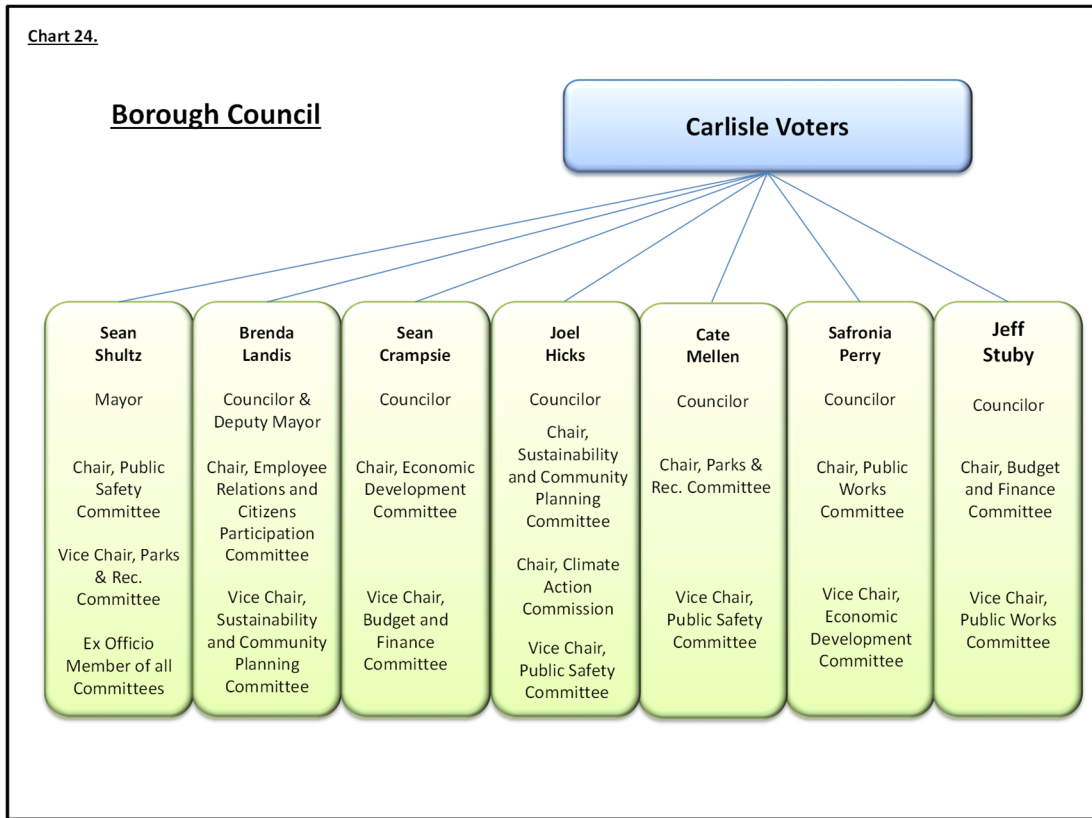 Chart 24.
Borough Council
Carlisle Voters
Sean
Shultz
Mayor
Chair, Public
Safety
Committee
Vice Chair, Parks
& Rec.
Committee
Ex Officio
Member of all
Committees
Brenda
Landis
Councilor &
Deputy Mayor
Chair, Employee
Relations and
Citizens
Participation
Committee
Vice Chair,
Sustainability
and Community
Planning
Committee
Sean
Crampsie
Councilor
Chair, Economic
Development
Committee
Vice Chair,
Budget and
Finance
Committee
Joel
Hicks
Councilor
Chair,
Sustainability
and Community
Planning
Committee
Chair, Climate
Action
Commission
Vice Chair,
Public Safety
Committee
Cate
Mellen
Councilor
Chair, Parks &
Rec. Committee
Vice Chair,
Public Safety
Committee
Safronia
Perry
Councilor
Chair, Public
Works
Committee
Vice Chair,
Economic
Development
Committee
Jeff
Stuby
Councilor
Chair, Budget
and Finance
Committee
Vice Chair,
Public Works
Committee